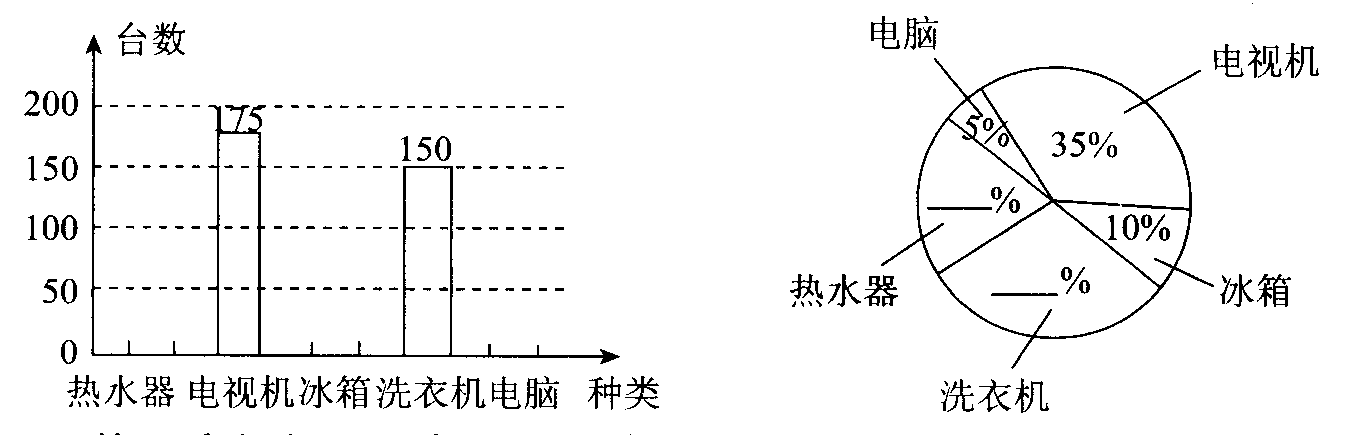 台数
200
175
150
150
100
50
0
热水器 电视机 冰箱 洗衣机 电脑 种类
电脑
电视机
5%
35%
____%
10%
热水器
____%
冰箱
洗衣机